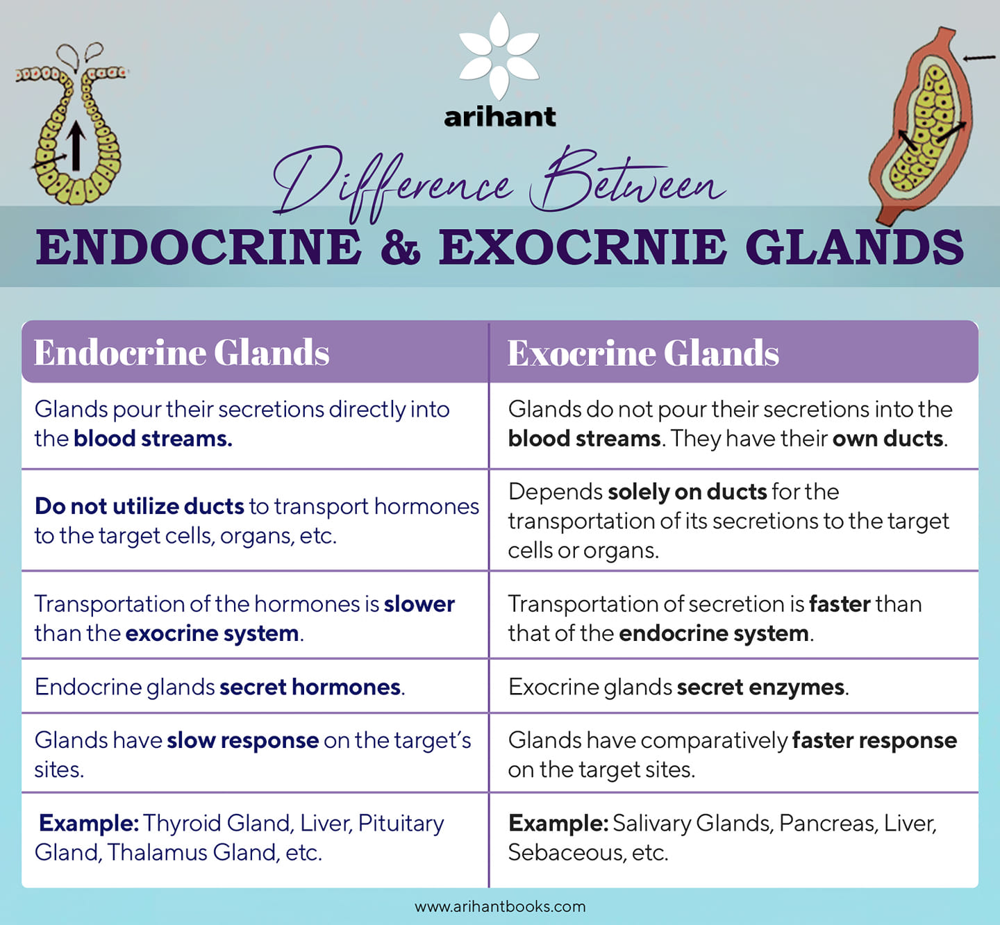 arihant
Difference Between
ENDOCRINE & EXOCRNIE GLANDS
Endocrine Glands
Exocrine Glands
Glands pour their secretions directly into
the blood streams.
Glands do not pour their secretions into the
blood streams. They have their own ducts.
Do not utilize ducts to transport hormones
to the target cells, organs, etc.
Depends solely on ducts for the
transportation of its secretions to the target
cells or organs.
Transportation of the hormones is slower
than the exocrine system.
Transportation of secretion is faster than
that of the endocrine system.
Endocrine glands secret hormones.
Exocrine glands secret enzymes.
Glands have slow response on the target's
sites.
Glands have comparatively faster response
on the target sites.
Example: Thyroid Gland, Liver, Pituitary
Gland, Thalamus Gland, etc.
Example: Salivary Glands, Pancreas, Liver,
Sebaceous, etc.
www.arihantbooks.com